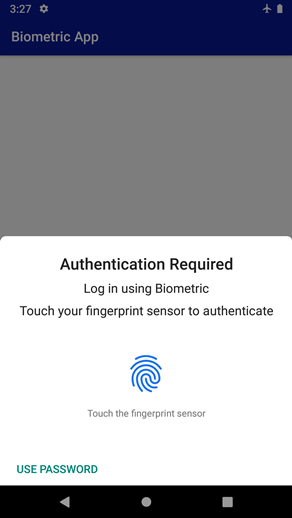 3:27
Biometric App
Authentication Required
Log in using Biometric
Touch your fingerprint sensor to authenticate
Touch the fingerprint sensor
USE PASSWORD